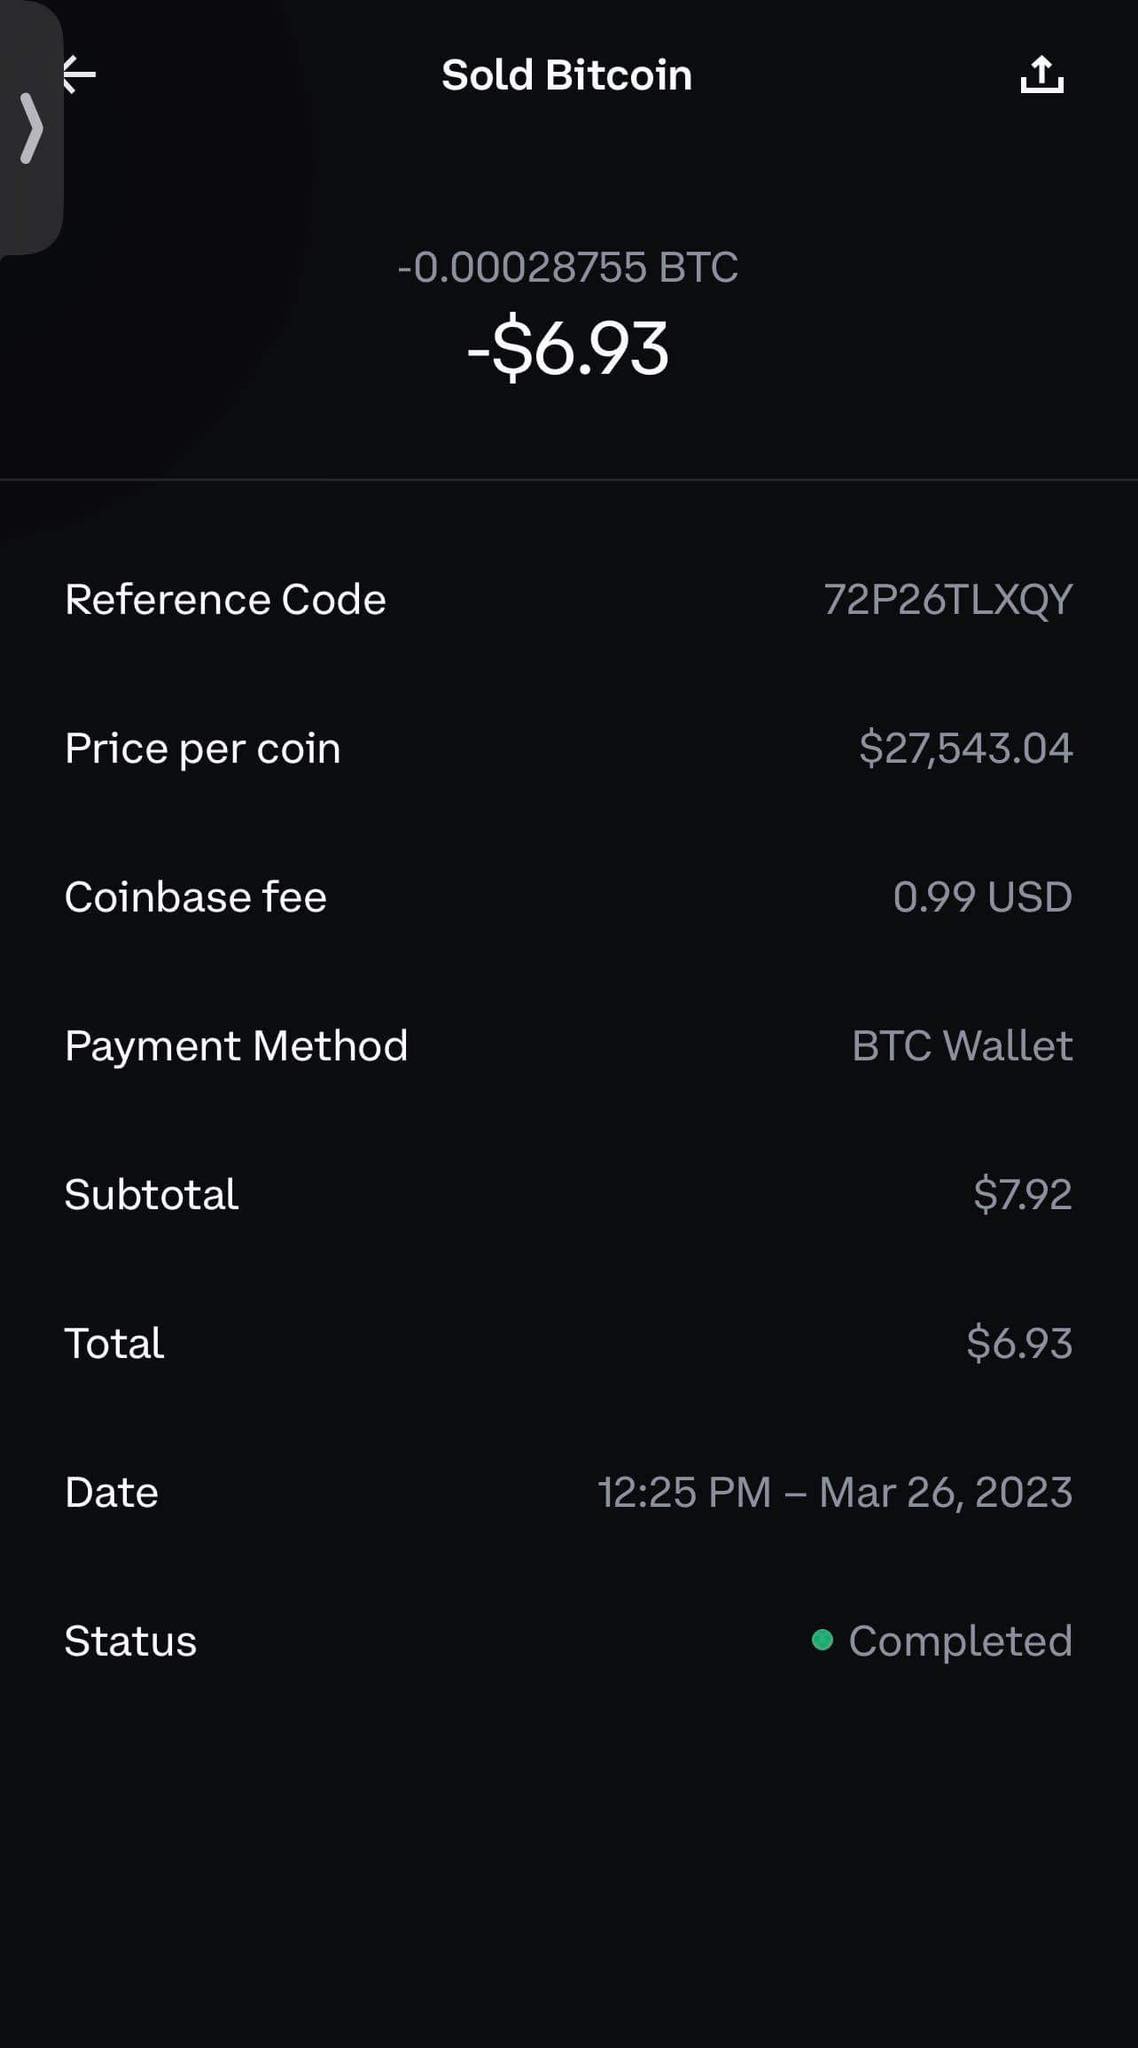 Sold Bitcoin
-0.00028755 BTC
-$6.93
Reference Code 72P26TLXQY
Price per coin $27,543.04
Coinbase fee 0.99 USD
Payment Method BTC Wallet
Subtotal $7.92
Total $6.93
Date 12:25 PM – Mar 26, 2023
Status Completed